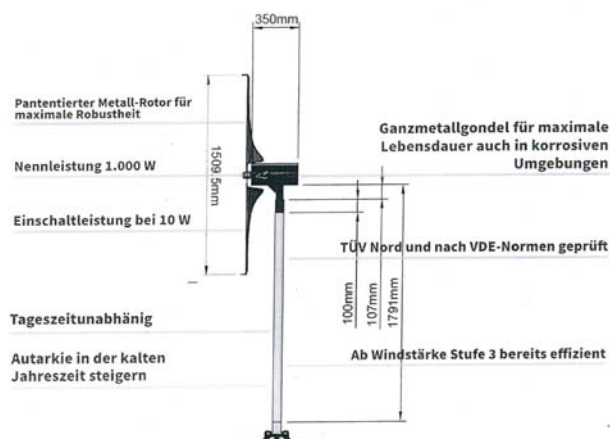 350mm
Pantentierter Metall-Rotor für
maximale Robustheit
Nennleistung 1.000 W
Einschaltleistung bei 10 W
Tageszeitunabhänig
Autarkie in der kalten
Jahreszeit steigern
1509.5mm
Ganzmetallgondel für maximale
Lebensdauer auch in korrosiven
Umgebungen
TÜV Nord und nach VDE-Normen geprüft
100mm
107mm
1791mm
Ab Windstärke Stufe 3 bereits effizient